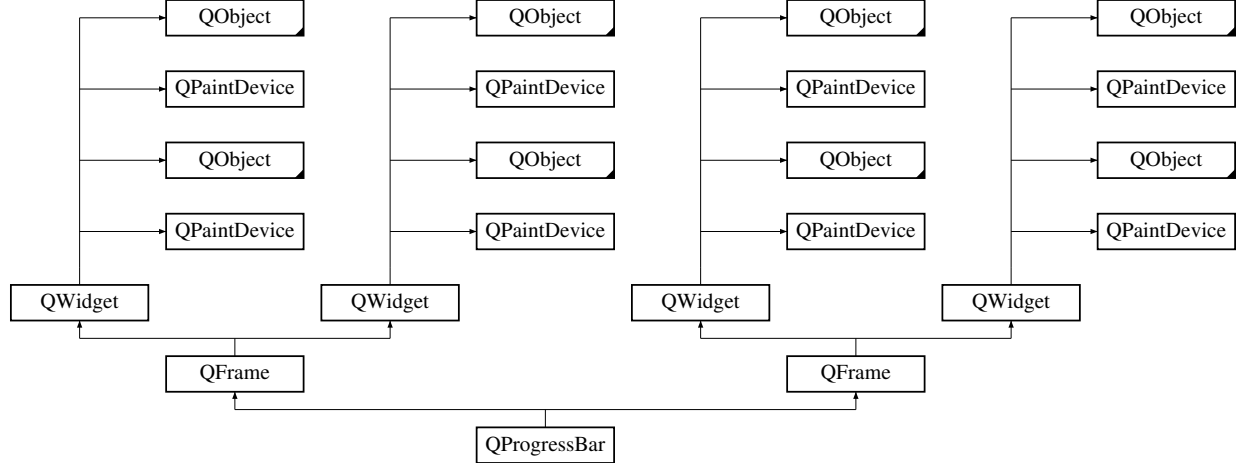 QObject QObject QObject QObject
QPaintDevice QPaintDevice QPaintDevice QPaintDevice
QObject QObject QObject QObject
QPaintDevice QPaintDevice QPaintDevice QPaintDevice
QWidget QWidget QWidget QWidget
QFrame QFrame
QProgressBar